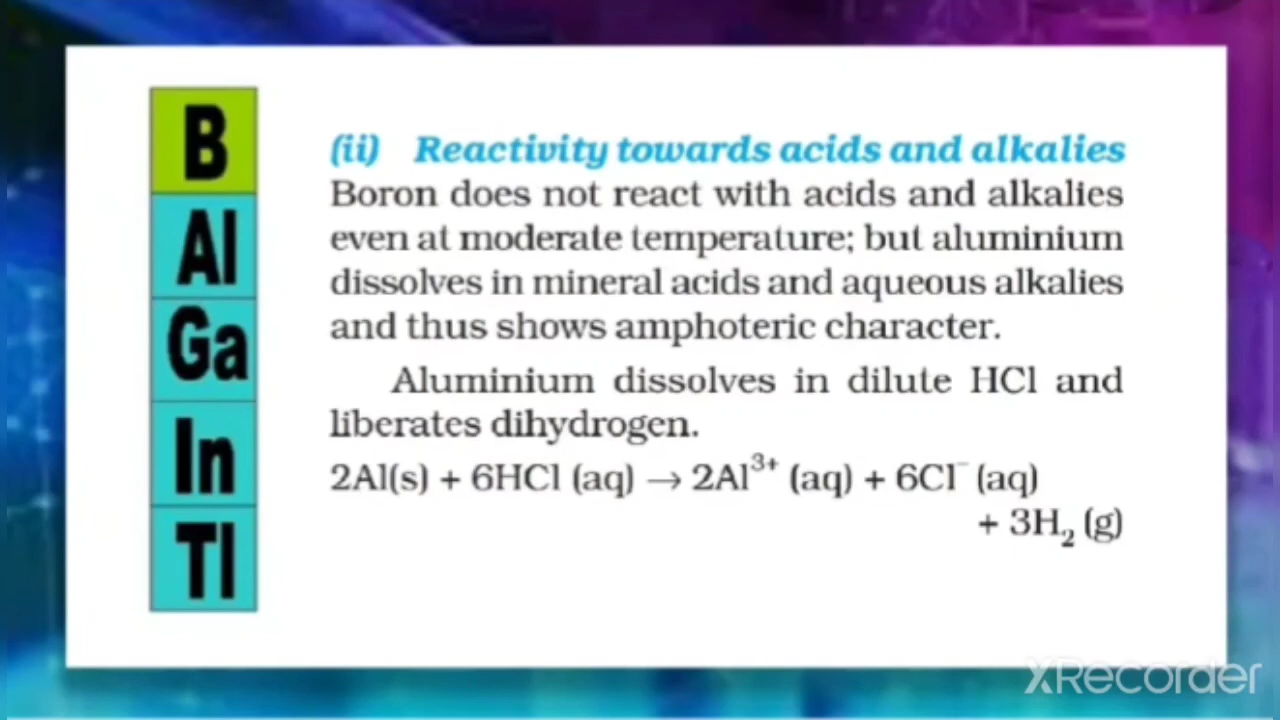 B
Al
Ga
In
Tl
(ii) Reactivity towards acids and alkalies
Boron does not react with acids and alkalies
even at moderate temperature; but aluminium
dissolves in mineral acids and aqueous alkalies
and thus shows amphoteric character.
Aluminium dissolves in dilute HCl and
liberates dihydrogen.
2Al(s) + 6HCl (aq) → 2Al³⁺ (aq) + 6Cl⁻ (aq)
+ 3H₂ (g)
XRecorder